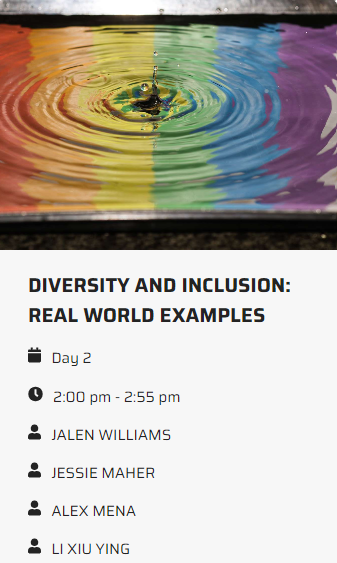 DIVERSITY AND INCLUSION:
REAL WORLD EXAMPLES
Day 2
2:00 pm - 2:55 pm
JALEN WILLIAMS
JESSIE MAHER
ALEX MENA
LI XIU YING